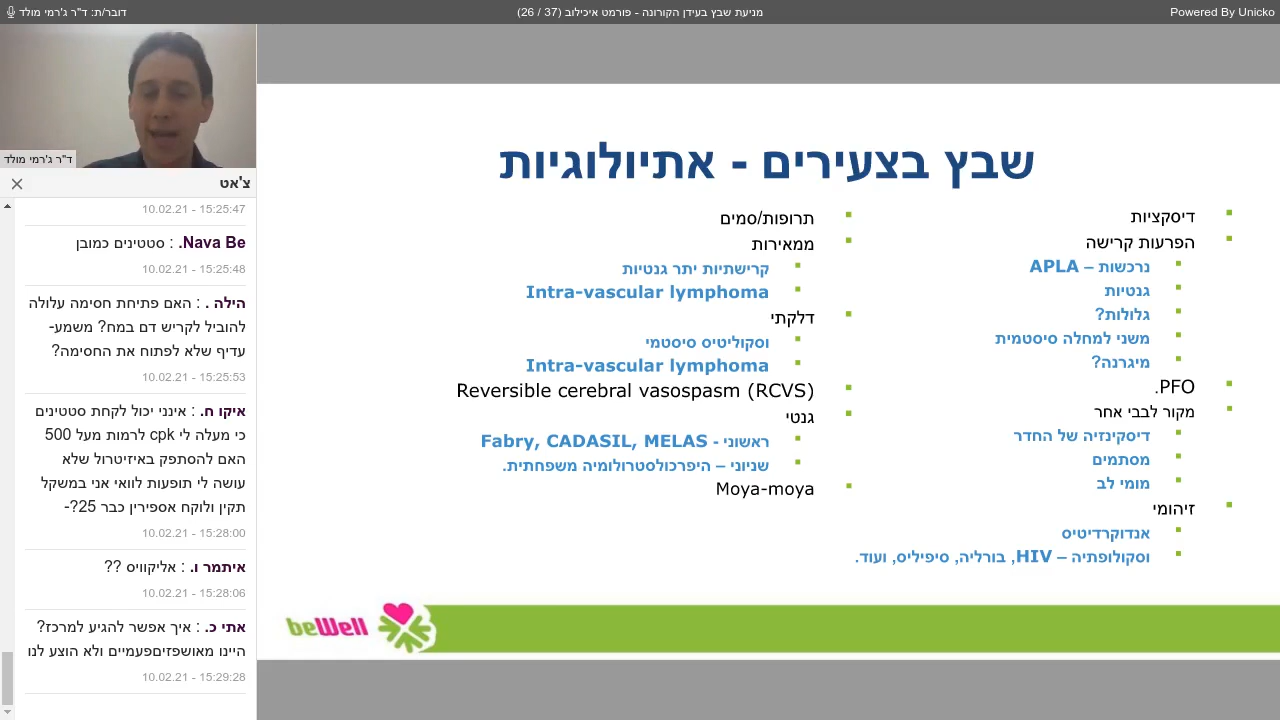 דובר/ת: ד"ר ג'רמי מולד
מניעת שבץ בעידן הקורונה - פורמט איכילוב (37 / 26)
Powered By Unicko
ד"ר ג'רמי מולד
צ'אט
10.02.21 - 15:25:47
Nava Be. : סטטינים כמובן
10.02.21 - 15:25:48
הילה . : האם פתיחת חסימה עלולה
להוביל לקריש דם במח? משמע-
עדיף שלא לפתוח את החסימה?
10.02.21 - 15:25:53
איקו ח. : אינני יכול לקחת סטטינים
כי מעלה לי cpk לרמות מעל 500
האם להסתפק באיזיטרול שלא
עושה לי תופעות לוואי אני במשקל
תקין ולוקח אספירין כבר 25?-
10.02.21 - 15:28:00
איתמר ו. : אליקוויס ??
10.02.21 - 15:28:06
אתי כ. : איך אפשר להגיע למרכז?
היינו מאושפזיםפעמיים ולא הוצע לנו
10.02.21 - 15:29:28
שבץ בצעירים - אתיולוגיות
דיסקציות
הפרעות קרישה
נרכשות – APLA
גנטיות
גלולות?
משני למחלה סיסטמית
מיגרנה?
PFO.
מקור לבבי אחר
דיסקינזיה של החדר
מסתמים
מומי לב
זיהומי
אנדוקרדיטיס
וסקולופתיה – HIV, בורליה, סיפיליס, ועוד.
תרופות/סמים
ממאירות
קרישתיות יתר גנטיות
Intra-vascular lymphoma
דלקתי
וסקוליטיס סיסטמי
Intra-vascular lymphoma
Reversible cerebral vasospasm (RCVS)
גנטי
ראשוני - Fabry, CADASIL, MELAS
שניוני – היפרכולסטרולומיה משפחתית.
Moya-moya
beWell